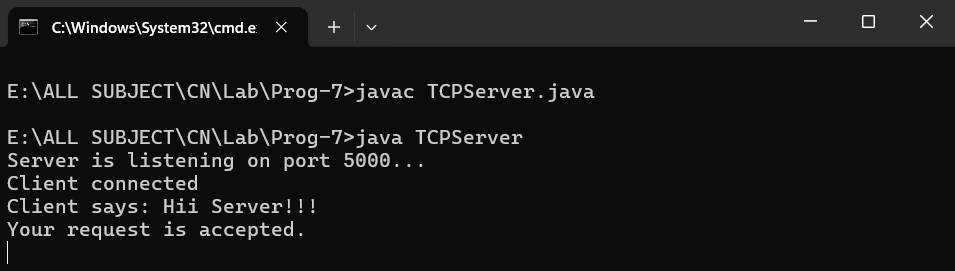 C:\Windows\System32\cmd.e
E:\ALL SUBJECT\CN\Lab\Prog-7>javac TCPServer.java
E:\ALL SUBJECT\CN\Lab\Prog-7>java TCPServer
Server is listening on port 5000...
Client connected
Client says: Hii Server!!!
Your request is accepted.